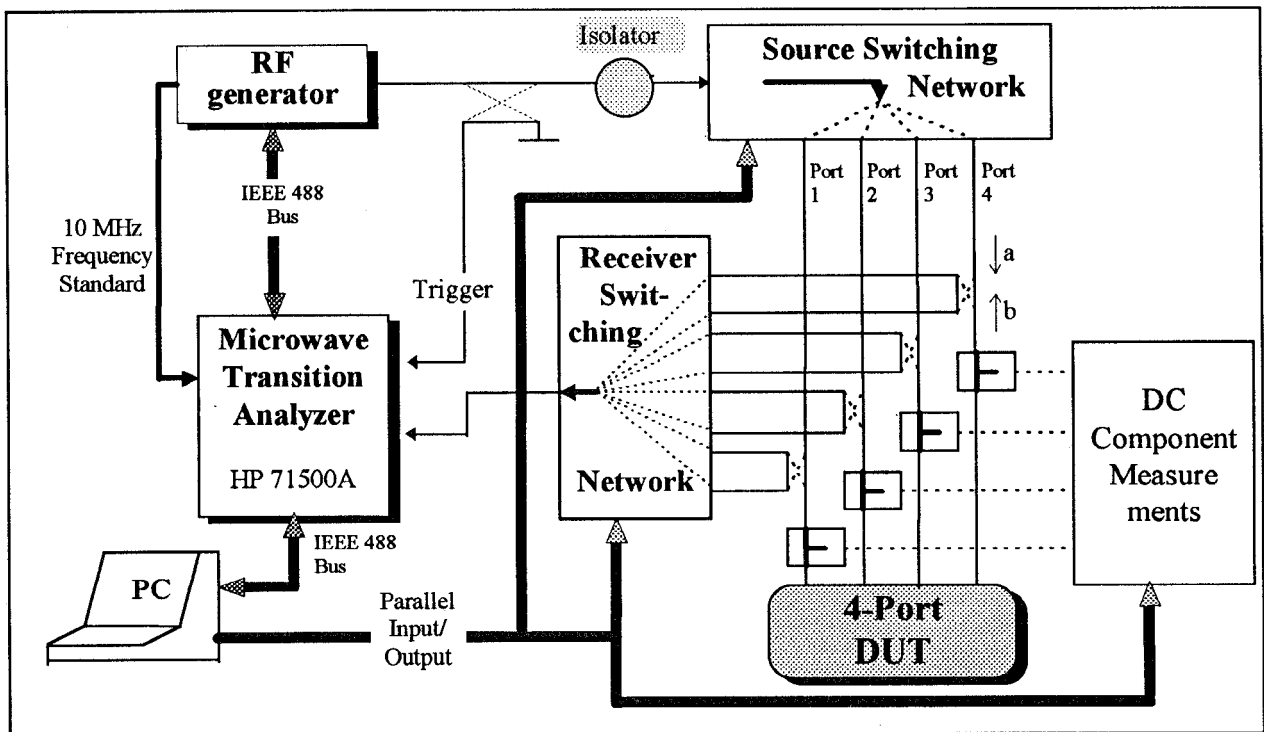 Isolator
RF
generator
Source Switching
Network
IEEE 488
Bus
Port
1
Port
2
Port
3
Port
4
10 MHz
Frequency
Standard
Trigger
Receiver
Swit-
ching
Network
a
b
Microwave
Transition
Analyzer
HP 71500A
DC
Component
Measure
ments
IEEE 488
Bus
PC
Parallel
Input/
Output
4-Port
DUT